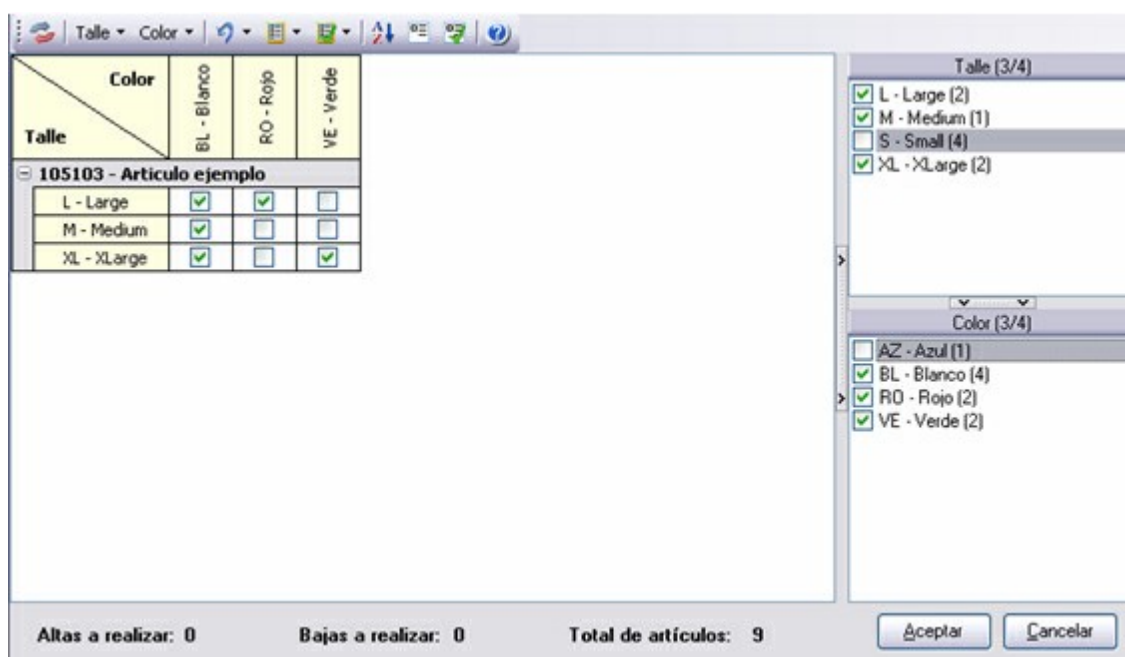 Talle Color
Color
Talle
BL - Blanco
RO - Rojo
VE - Verde
105103 - Articulo ejemplo
L - Large
M - Medium
XL - XLarge
Talle (3/4)
L - Large (2)
M - Medium (1)
S - Small (4)
XL - XLarge (2)
Color (3/4)
AZ - Azul (1)
BL - Blanco (4)
RO - Rojo (2)
VE - Verde (2)
Altas a realizar: 0 Bajas a realizar: 0 Total de artículos: 9 Aceptar Cancelar